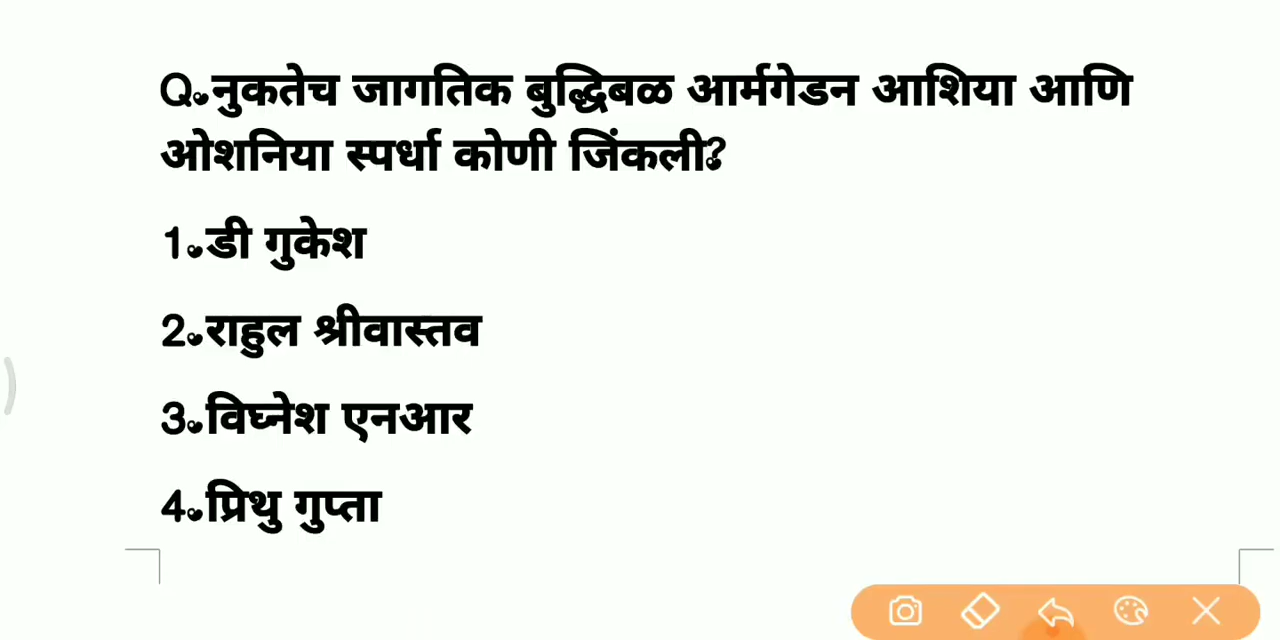 Q.नुकतेच जागतिक बुद्धिबळ आर्मगेडन आशिया आणि
ओशनिया स्पर्धा कोणी जिंकली?
1.डी गुकेश
2.राहुल श्रीवास्तव
3.विघ्नेश एनआर
4.प्रिथु गुप्ता